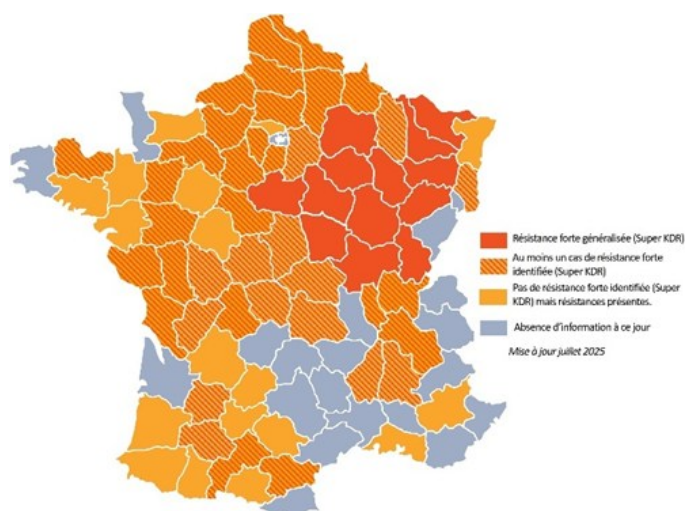 Résistance forte généralisée (Super KDR)
Au moins un cas de résistance forte
identifiée (Super KDR)
Pas de résistance forte identifiée (Super
KDR) mais résistances présentes.
Absence d'information à ce jour
Mise à jour juillet 2025